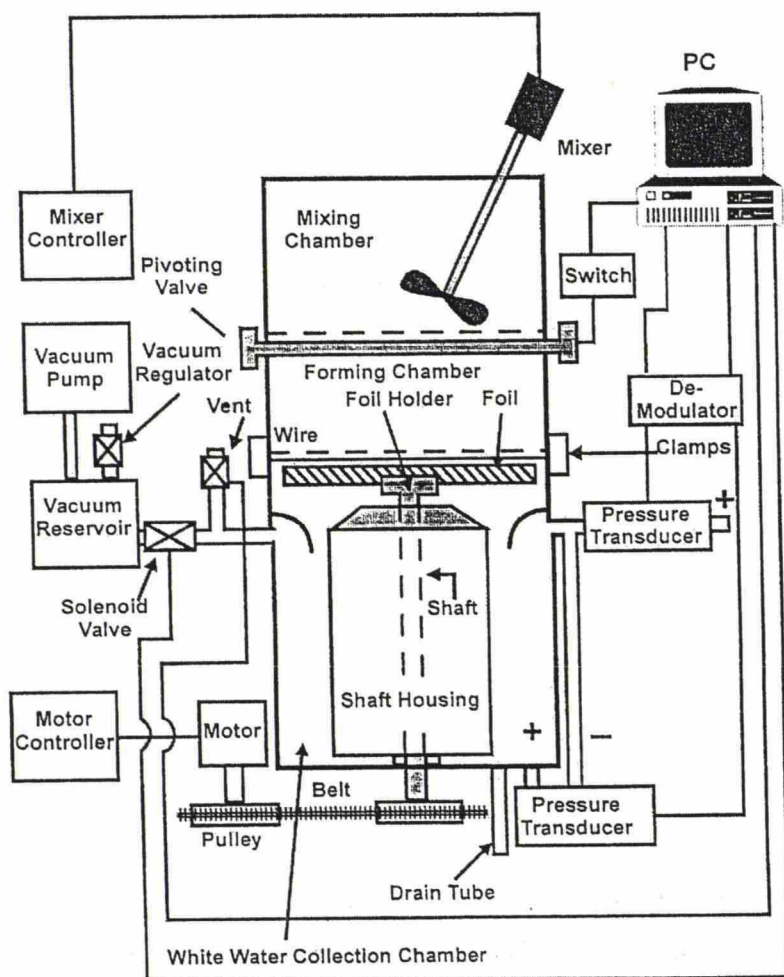 PC
Mixer
Mixer
Controller
Mixing
Chamber
Switch
Pivoting
Valve
Vacuum
Pump
Vacuum
Regulator
Forming Chamber
Foil Holder
Foil
De-
Modulator
Vent
Wire
Clamps
Vacuum
Reservoir
Pressure
Transducer
+
Solenoid
Valve
Shaft
Shaft Housing
Motor
Controller
Motor
+
−
Belt
Pulley
Pressure
Transducer
Drain Tube
White Water Collection Chamber